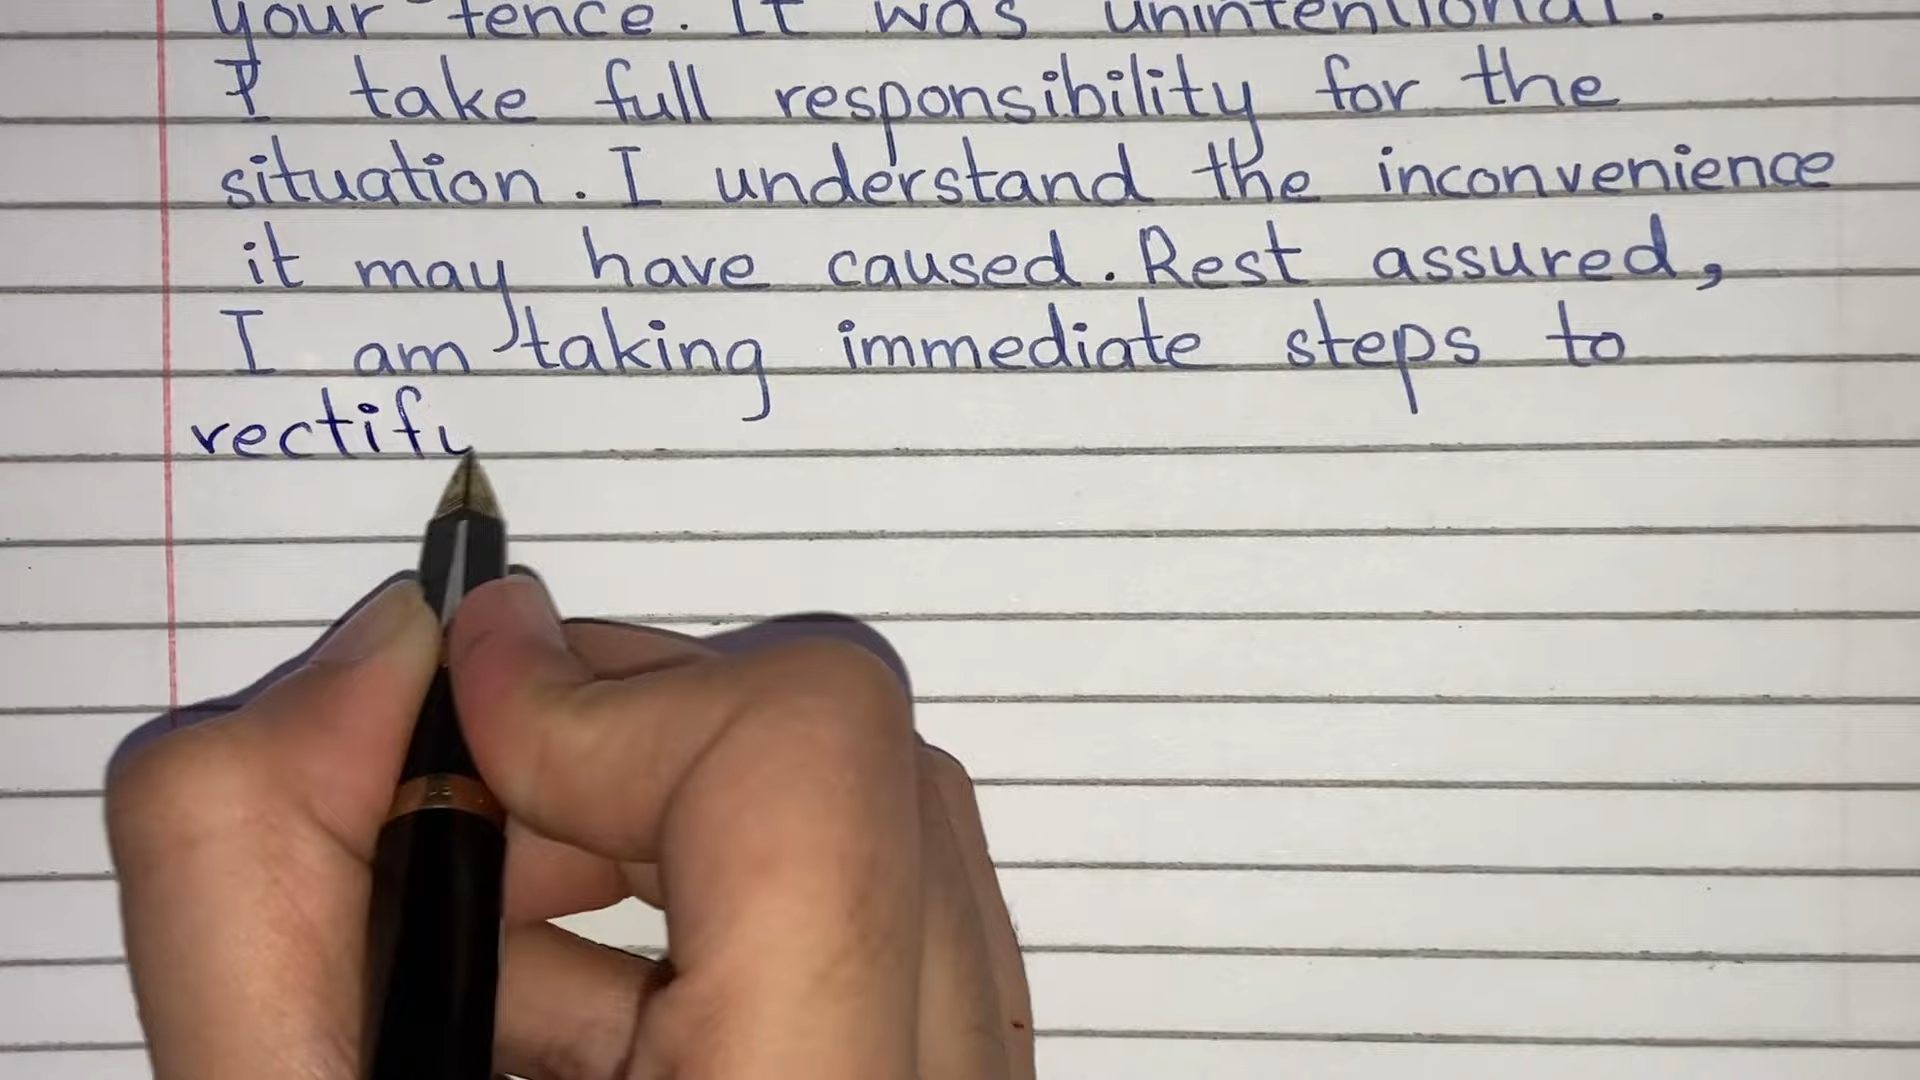 your fence. It was unintentional.
I take full responsibility for the
situation. I understand the inconvenience
it may have caused. Rest assured,
I am taking immediate steps to
rectify